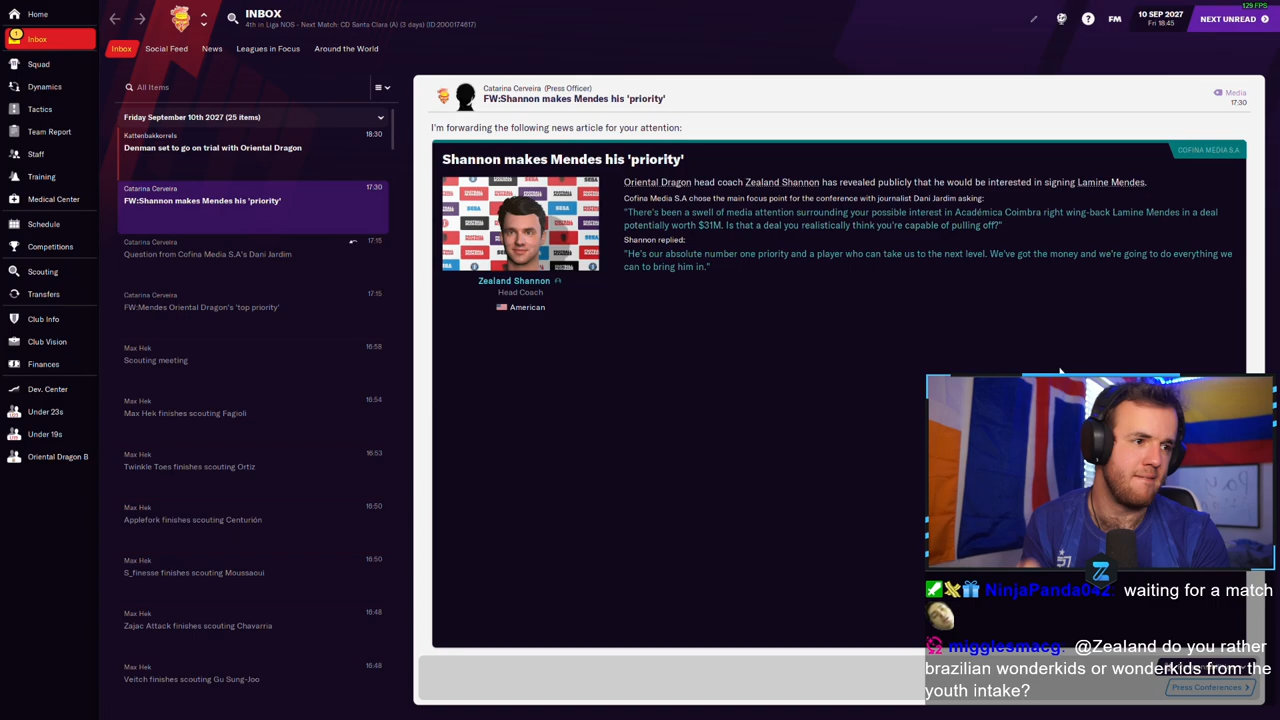 Home
INBOX
4th in Liga NOS - Next Match: CD Santa Clara (A) (3 days) (ID:2000174617)
129 FPS
FM
10 SEP 2027
Fri 18:45
NEXT UNREAD
1
Inbox
Squad
Dynamics
Tactics
Team Report
Staff
Training
Medical Center
Schedule
Competitions
Scouting
Transfers
Club Info
Club Vision
Finances
Dev. Center
Under 23s
Under 19s
Oriental Dragon B
Inbox
Social Feed
News
Leagues in Focus
Around the World
All Items
Friday September 10th 2027 (25 items)
Kattenbakkorrels
18:30
Denman set to go on trial with Oriental Dragon
Catarina Cerveira
17:30
FW:Shannon makes Mendes his 'priority'
Catarina Cerveira
17:15
Question from Cofina Media S.A's Dani Jardim
Catarina Cerveira
17:15
FW:Mendes Oriental Dragon's 'top priority'
Max Hek
16:58
Scouting meeting
Max Hek
16:54
Max Hek finishes scouting Fagioli
Max Hek
16:53
Twinkle Toes finishes scouting Ortiz
Max Hek
16:50
Applefork finishes scouting Centurión
Max Hek
16:50
S_finesse finishes scouting Moussaoui
Max Hek
16:48
Zajac Attack finishes scouting Chavarria
Max Hek
16:48
Veitch finishes scouting Gu Sung-Joo
Catarina Cerveira (Press Officer)
FW:Shannon makes Mendes his 'priority'
Media
17:30
I'm forwarding the following news article for your attention:
COFINA MEDIA S.A
Shannon makes Mendes his 'priority'
SEGA
Zealand Shannon
Head Coach
American
Oriental Dragon head coach Zealand Shannon has revealed publicly that he would be interested in signing Lamine Mendes.
Cofina Media S.A chose the main focus point for the conference with journalist Dani Jardim asking:
"There's been a swell of media attention surrounding your possible interest in Académica Coimbra right wing-back Lamine Mendes in a deal
potentially worth $31M. Is that a deal you realistically think you're capable of pulling off?"
Shannon replied:
"He's our absolute number one priority and a player who can take us to the next level. We've got the money and we're going to do everything we
can to bring him in."
57
NinjaPanda042: waiting for a match
migglesmacg: @Zealand do you rather
brazilian wonderkids or wonderkids from the
youth intake?
Press Conferences